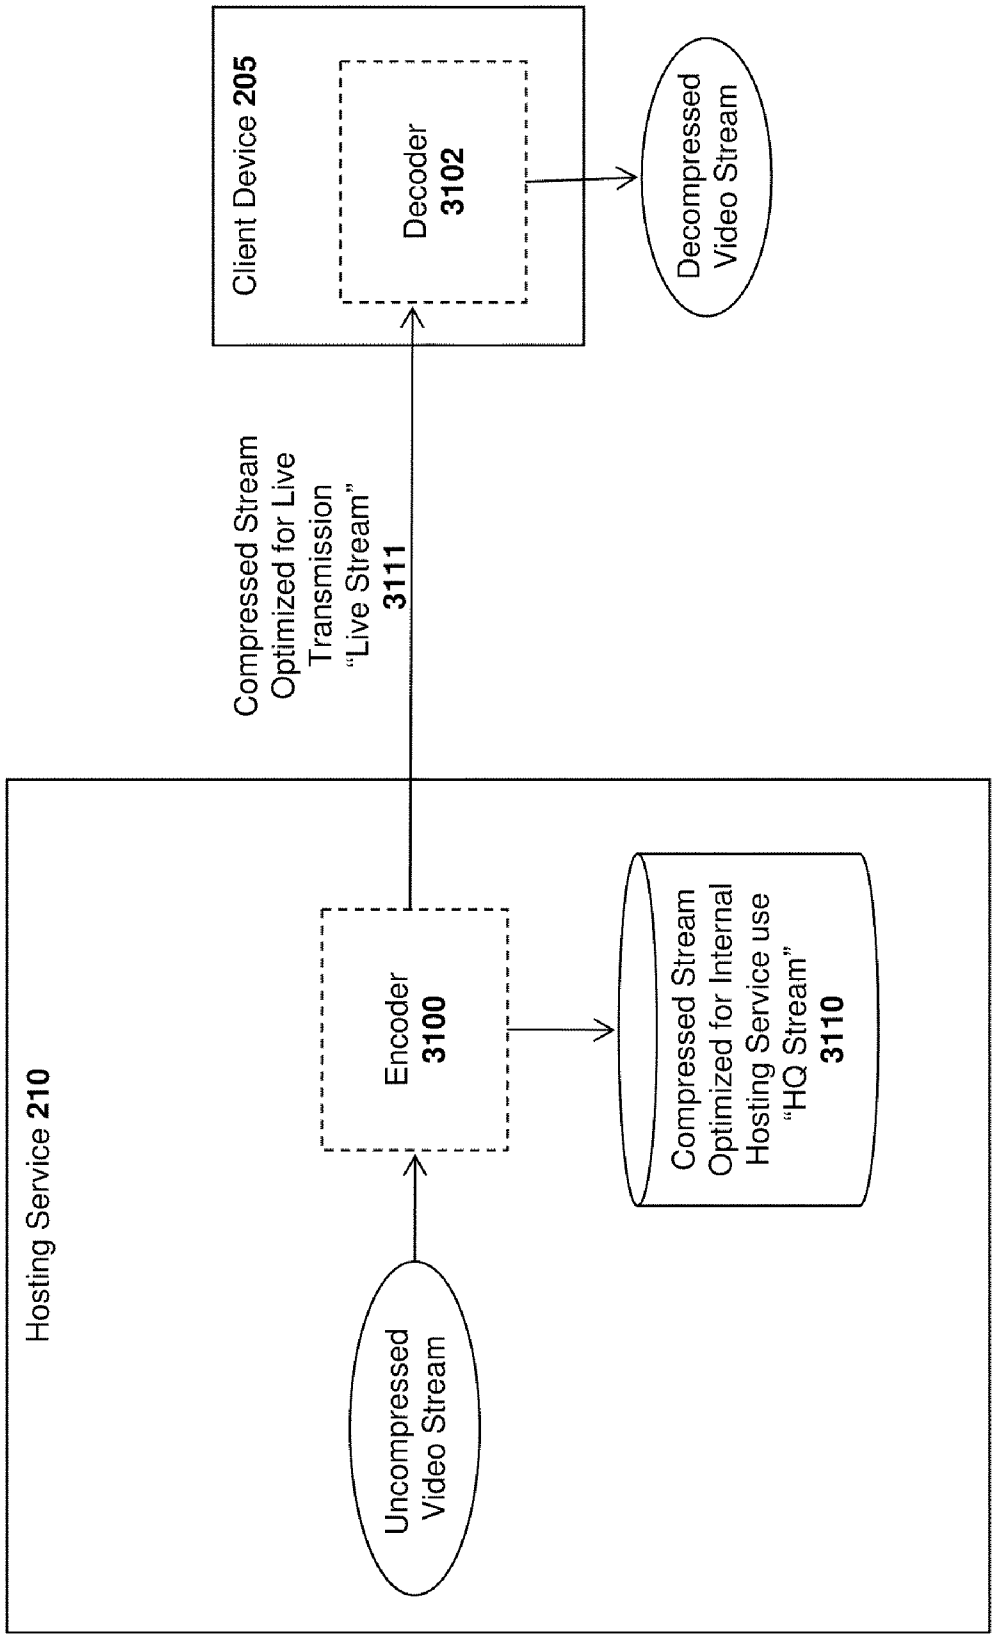 Hosting Service 210
Uncompressed
Video Stream
Encoder
3100
Compressed Stream
Optimized for Internal
Hosting Service use
“HQ Stream”
3110
Compressed Stream
Optimized for Live
Transmission
“Live Stream”
3111
Client Device 205
Decoder
3102
Decompressed
Video Stream